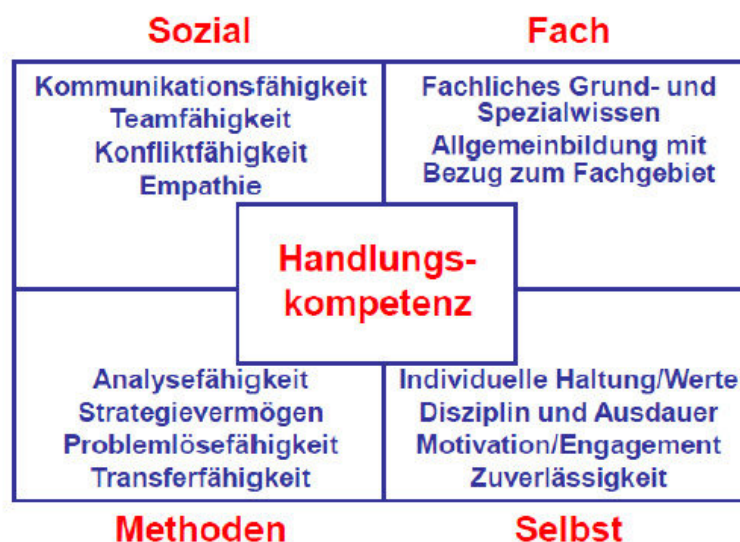 Sozial
Fach
Kommunikationsfähigkeit
Teamfähigkeit
Konfliktfähigkeit
Empathie
Fachliches Grund- und
Spezialwissen
Allgemeinbildung mit
Bezug zum Fachgebiet
Handlungs-
kompetenz
Analysefähigkeit
Strategievermögen
Problemlösefähigkeit
Transferfähigkeit
Individuelle Haltung/Werte
Disziplin und Ausdauer
Motivation/Engagement
Zuverlässigkeit
Methoden
Selbst